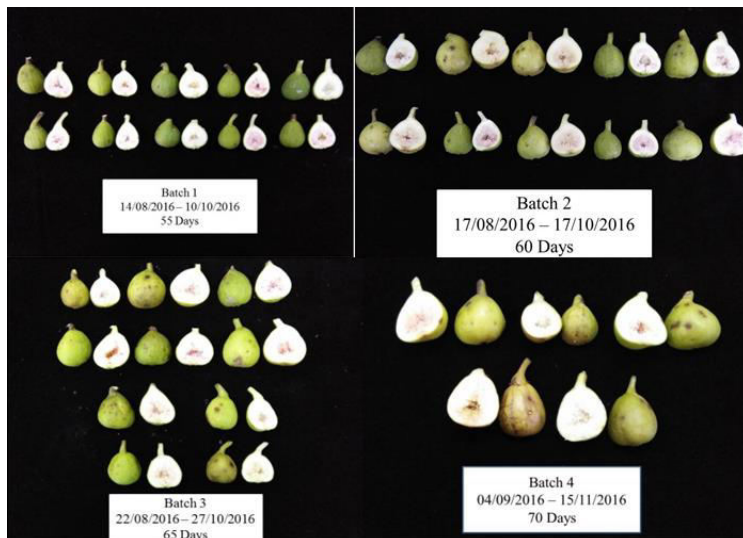 Batch 1
14/08/2016 – 10/10/2016
55 Days
Batch 2
17/08/2016 – 17/10/2016
60 Days
Batch 3
22/08/2016 – 27/10/2016
65 Days
Batch 4
04/09/2016 – 15/11/2016
70 Days